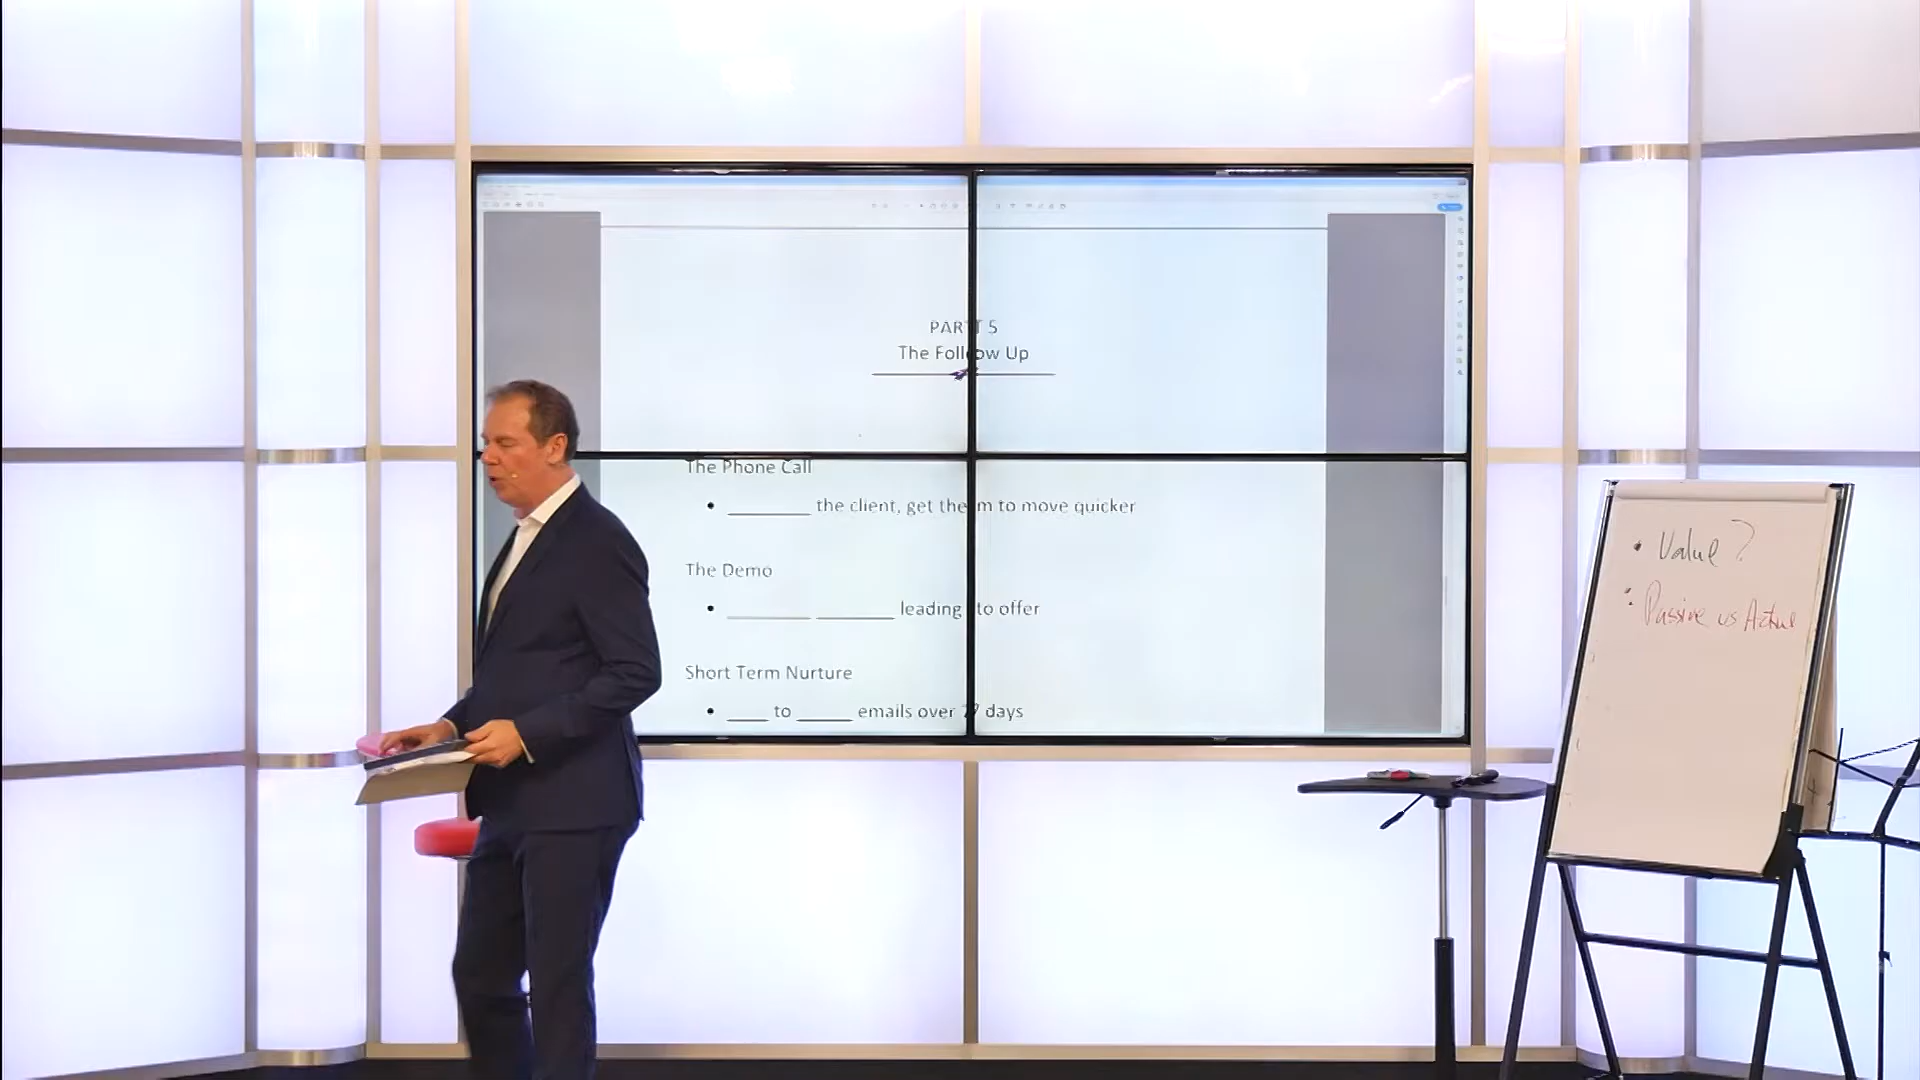 PART 5
The Follow Up
The Phone Call
• ________ the client, get them to move quicker
The Demo
• ________ ________ leading to offer
Short Term Nurture
• ____ to _____ emails over days
• Value ?
• Passive vs Active